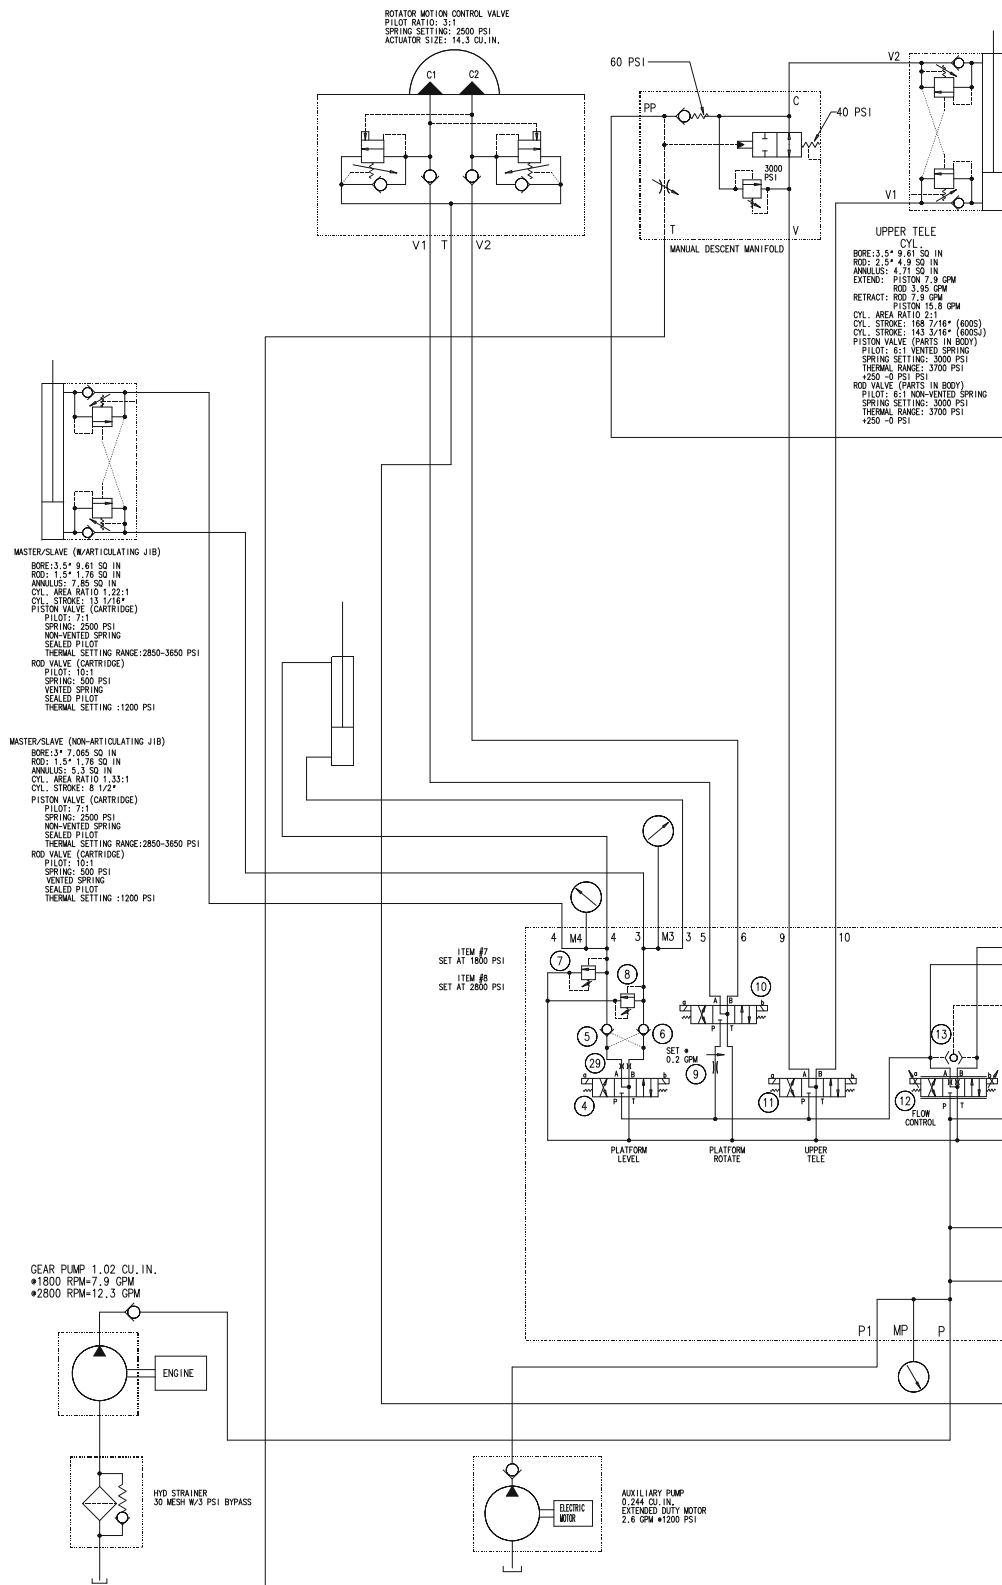 ROTATOR MOTION CONTROL VALVE
PILOT RATIO: 3:1
SPRING SETTING: 2500 PSI
ACTUATOR SIZE: 14.3 CU.IN.
C1 C2
V1 T V2
60 PSI
PP
C
40 PSI
3000
PSI
T
V
MANUAL DESCENT MANIFOLD
V2
V1
UPPER TELE
CYL.
BORE:3.5" 9.61 SQ IN
ROD: 2.5" 4.9 SQ IN
ANNULUS: 4.71 SQ IN
EXTEND: PISTON 7.9 GPM
ROD 3.95 GPM
RETRACT: ROD 7.9 GPM
PISTON 15.8 GPM
CYL. AREA RATIO 2:1
CYL. STROKE: 168 7/16" (600S)
CYL. STROKE: 143 3/16" (600SJ)
PISTON VALVE (PARTS IN BODY)
PILOT: 6:1 VENTED SPRING
SPRING SETTING: 3000 PSI
THERMAL RANGE: 3700 PSI
+250 -0 PSI PSI
ROD VALVE (PARTS IN BODY)
PILOT: 6:1 NON-VENTED SPRING
SPRING SETTING: 3000 PSI
THERMAL RANGE: 3700 PSI
+250 -0 PSI
MASTER/SLAVE (W/ARTICULATING JIB)
BORE:3.5" 9.61 SQ IN
ROD: 1.5" 1.76 SQ IN
ANNULUS: 7.85 SQ IN
CYL. AREA RATIO 1.22:1
CYL. STROKE: 13 1/16"
PISTON VALVE (CARTRIDGE)
PILOT: 7:1
SPRING: 2500 PSI
NON-VENTED SPRING
SEALED PILOT
THERMAL SETTING RANGE:2850-3650 PSI
ROD VALVE (CARTRIDGE)
PILOT: 10:1
SPRING: 500 PSI
VENTED SPRING
SEALED PILOT
THERMAL SETTING :1200 PSI
MASTER/SLAVE (NON-ARTICULATING JIB)
BORE:3" 7.065 SQ IN
ROD: 1.5" 1.76 SQ IN
ANNULUS: 5.3 SQ IN
CYL. AREA RATIO 1.33:1
CYL. STROKE: 8 1/2"
PISTON VALVE (CARTRIDGE)
PILOT: 7:1
SPRING: 2500 PSI
NON-VENTED SPRING
SEALED PILOT
THERMAL SETTING RANGE:2850-3650 PSI
ROD VALVE (CARTRIDGE)
PILOT: 10:1
SPRING: 500 PSI
VENTED SPRING
SEALED PILOT
THERMAL SETTING :1200 PSI
4 M4 4 3 M3 3 5 6 9 10
ITEM #7
SET AT 1800 PSI
ITEM #8
SET AT 2800 PSI
7
8
10
5
6
13
SET @
0.2 GPM
29
9
4
11
12
a A B b
P T
a A B b
P T
a A B b
P T
a A B b
P T
FLOW
CONTROL
PLATFORM
LEVEL
PLATFORM
ROTATE
UPPER
TELE
P1 MP P
GEAR PUMP 1.02 CU.IN.
@1800 RPM=7.9 GPM
@2800 RPM=12.3 GPM
ENGINE
HYD STRAINER
30 MESH W/3 PSI BYPASS
ELECTRIC
MOTOR
AUXILIARY PUMP
0.244 CU.IN.
EXTENDED DUTY MOTOR
2.6 GPM @1200 PSI